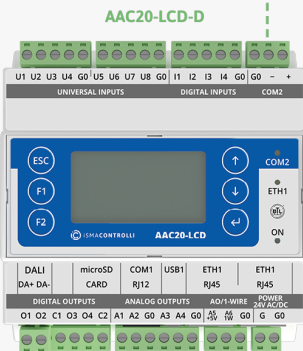 AAC20-LCD-D
U1 U2 U3 U4 G0 U5 U6 U7 U8 G0 I1 I2 I3 I4 G0 G0 - +
UNIVERSAL INPUTS DIGITAL INPUTS COM2
ESC
F1
F2
COM2
ETH1
BTL
ON
iSMACONTROLLI AAC20-LCD
DALI microSD COM1 USB1 ETH1 ETH1
DA+ DA- CARD RJ12 RJ45 RJ45
DIGITAL OUTPUTS ANALOG OUTPUTS AO/1-WIRE POWER
24V AC/DC
O1 O2 C1 O3 O4 C2 A1 A2 G0 A3 A4 G0 A5 A6 G0 G G0
+5V 1W